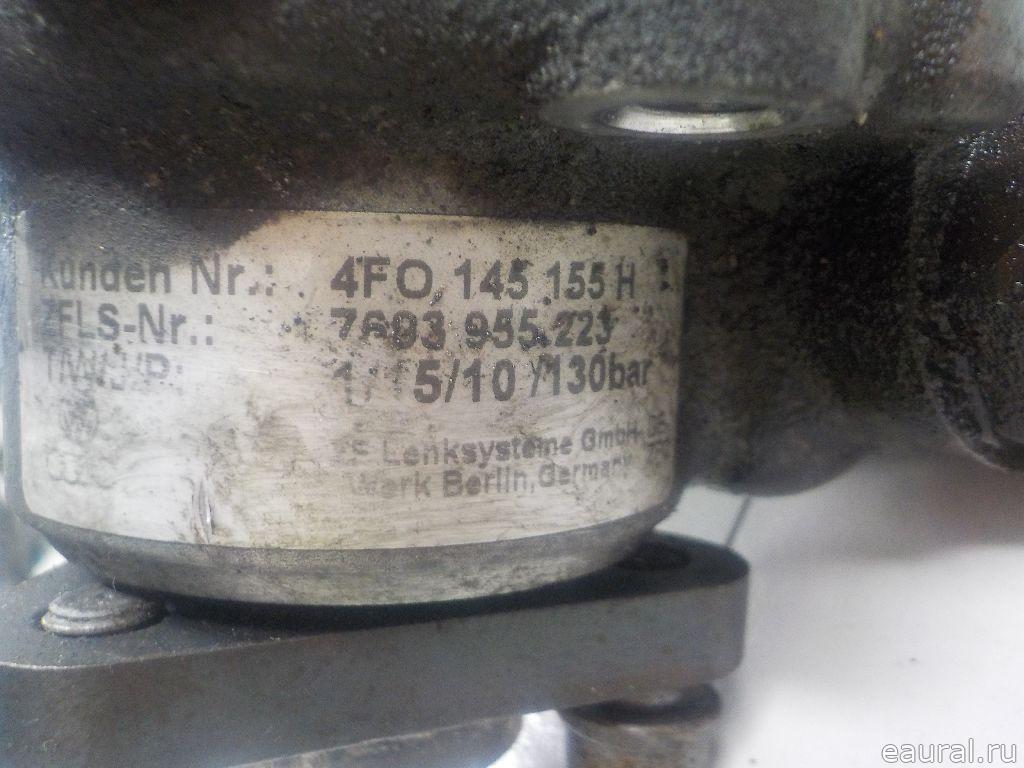 Kunden Nr.: 4FO 145 155 H
ZFLS-Nr.: 7693 955 223
5/10 /130bar
Lenksysteme GmbH
Werk Berlin, Germany
eaural.ru